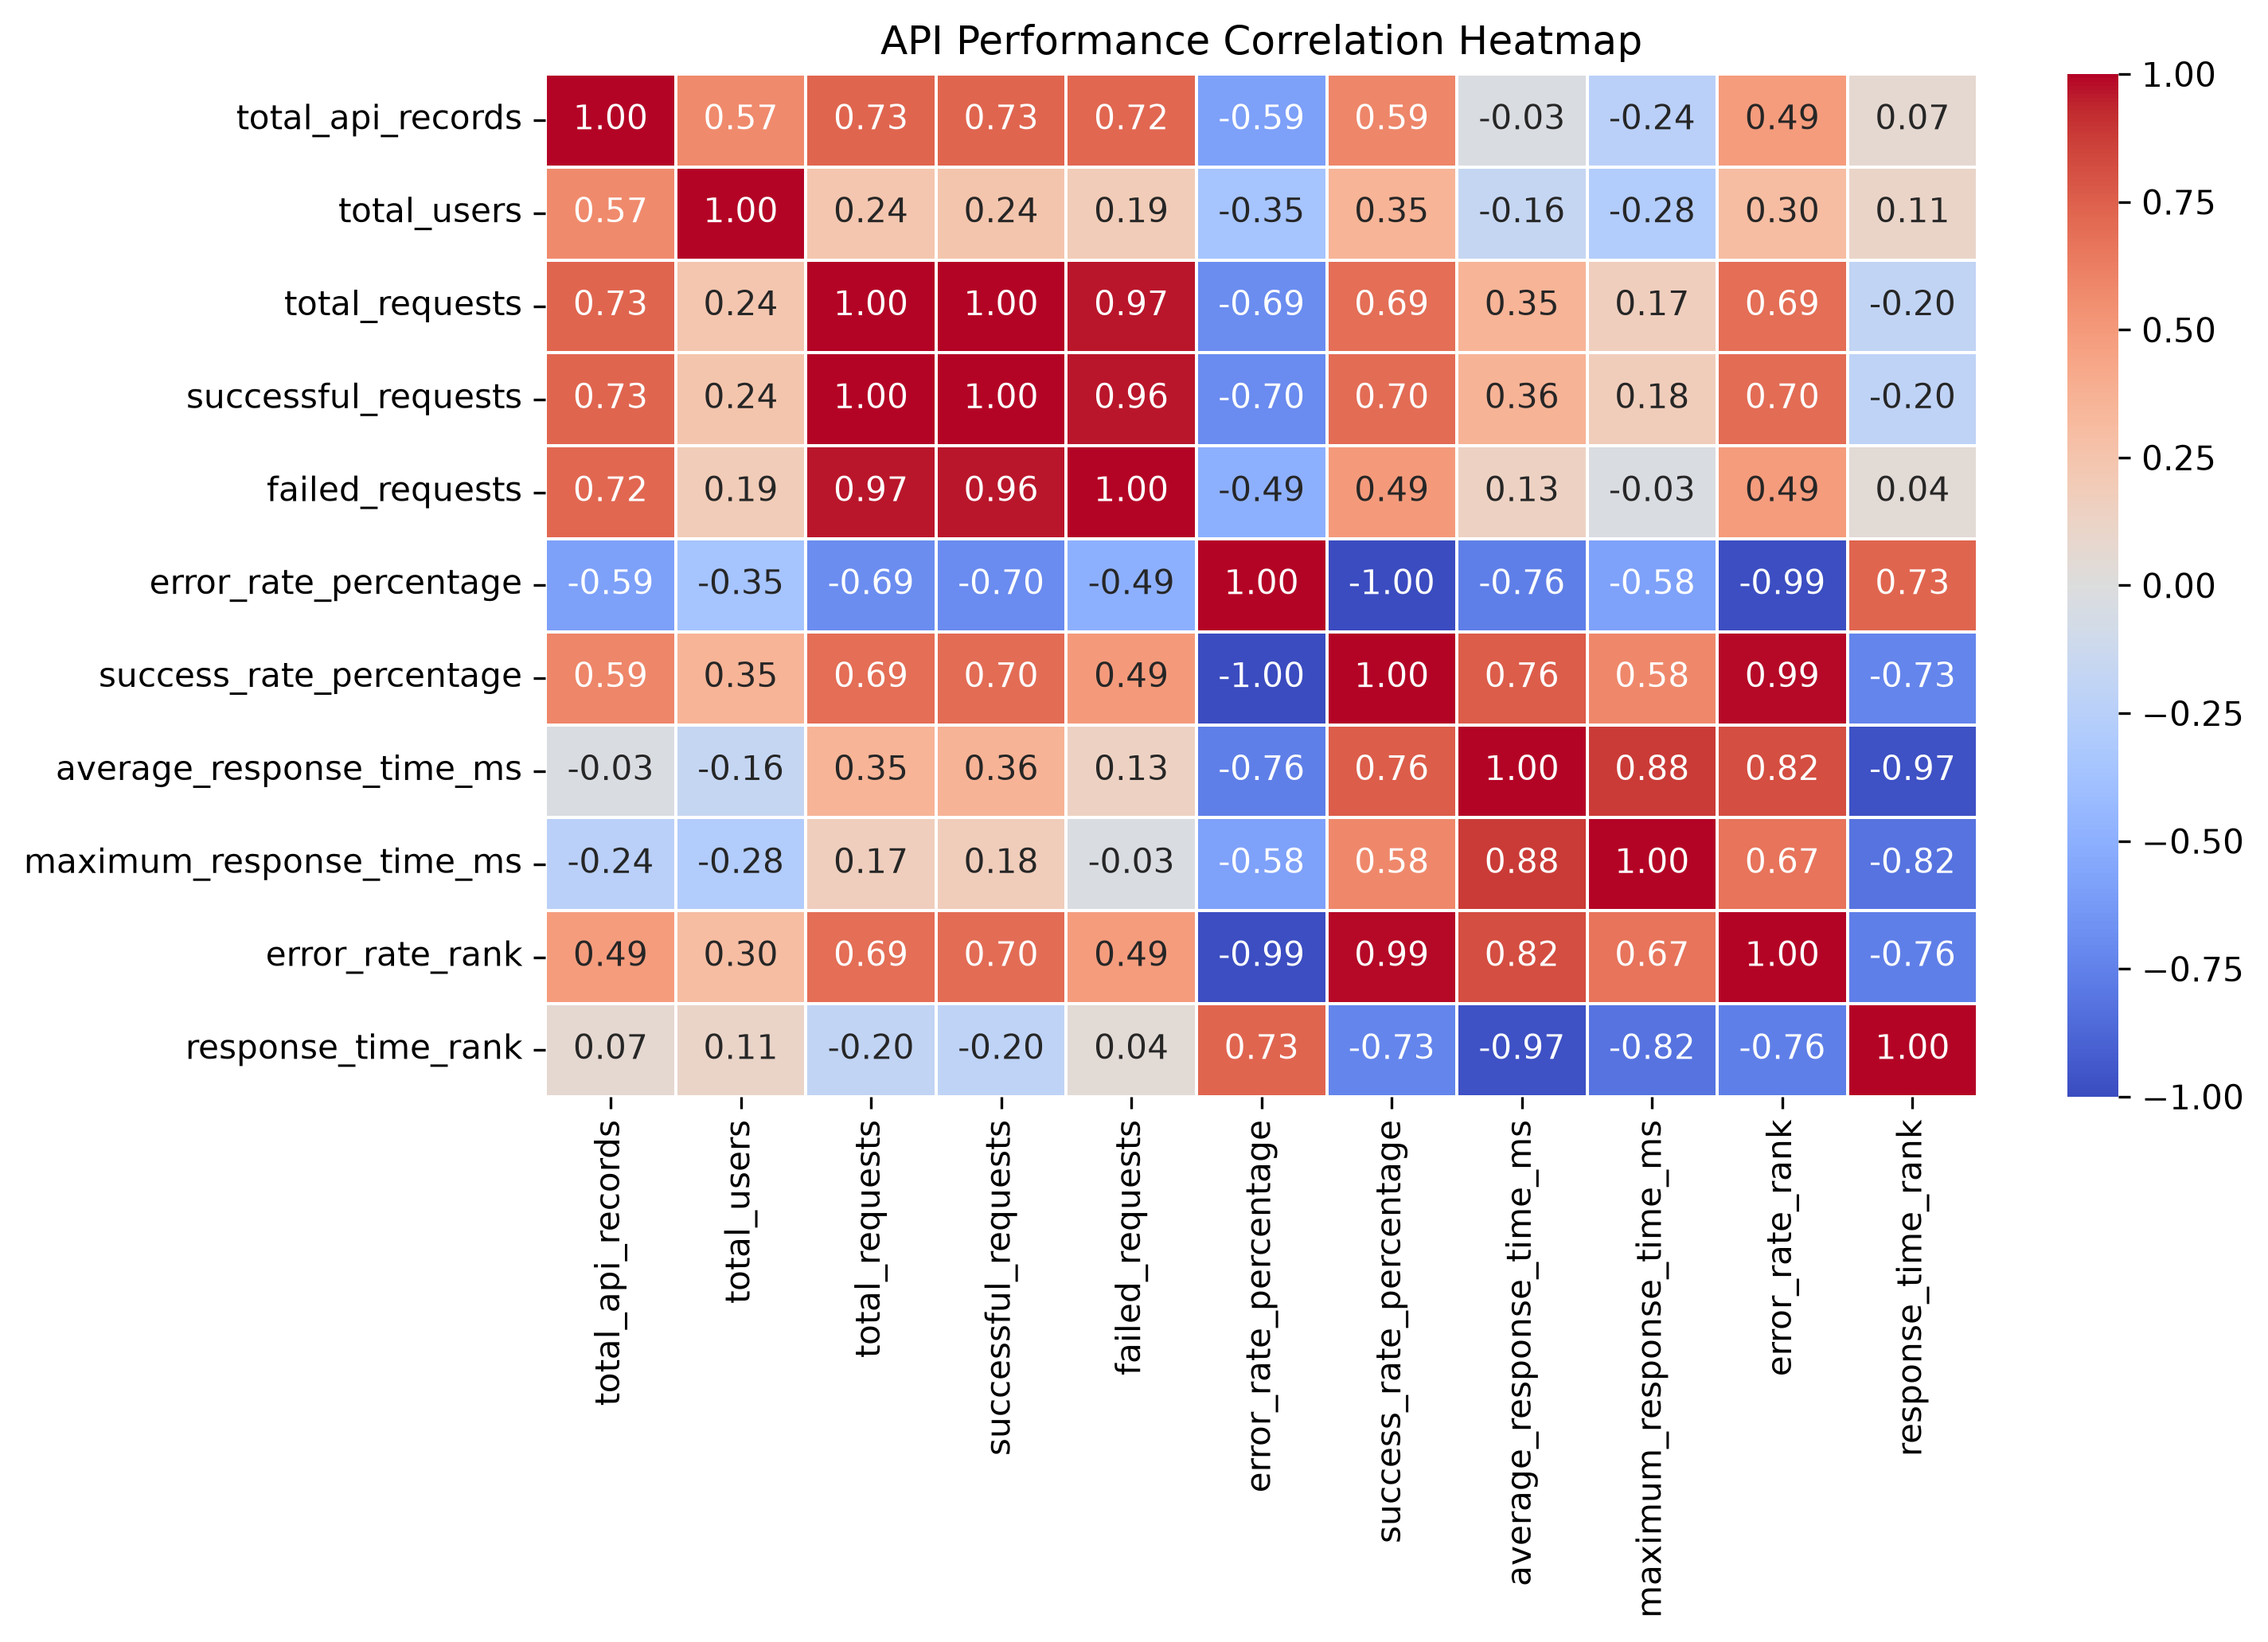 API Performance Correlation Heatmap
total_api_records 1.00 0.57 0.73 0.73 0.72 -0.59 0.59 -0.03 -0.24 0.49 0.07
total_users 0.57 1.00 0.24 0.24 0.19 -0.35 0.35 -0.16 -0.28 0.30 0.11
total_requests 0.73 0.24 1.00 1.00 0.97 -0.69 0.69 0.35 0.17 0.69 -0.20
successful_requests 0.73 0.24 1.00 1.00 0.96 -0.70 0.70 0.36 0.18 0.70 -0.20
failed_requests 0.72 0.19 0.97 0.96 1.00 -0.49 0.49 0.13 -0.03 0.49 0.04
error_rate_percentage -0.59 -0.35 -0.69 -0.70 -0.49 1.00 -1.00 -0.76 -0.58 -0.99 0.73
success_rate_percentage 0.59 0.35 0.69 0.70 0.49 -1.00 1.00 0.76 0.58 0.99 -0.73
average_response_time_ms -0.03 -0.16 0.35 0.36 0.13 -0.76 0.76 1.00 0.88 0.82 -0.97
maximum_response_time_ms -0.24 -0.28 0.17 0.18 -0.03 -0.58 0.58 0.88 1.00 0.67 -0.82
error_rate_rank 0.49 0.30 0.69 0.70 0.49 -0.99 0.99 0.82 0.67 1.00 -0.76
response_time_rank 0.07 0.11 -0.20 -0.20 0.04 0.73 -0.73 -0.97 -0.82 -0.76 1.00
total_api_records
total_users
total_requests
successful_requests
failed_requests
error_rate_percentage
success_rate_percentage
average_response_time_ms
maximum_response_time_ms
error_rate_rank
response_time_rank
1.00
0.75
0.50
0.25
0.00
−0.25
−0.50
−0.75
−1.00